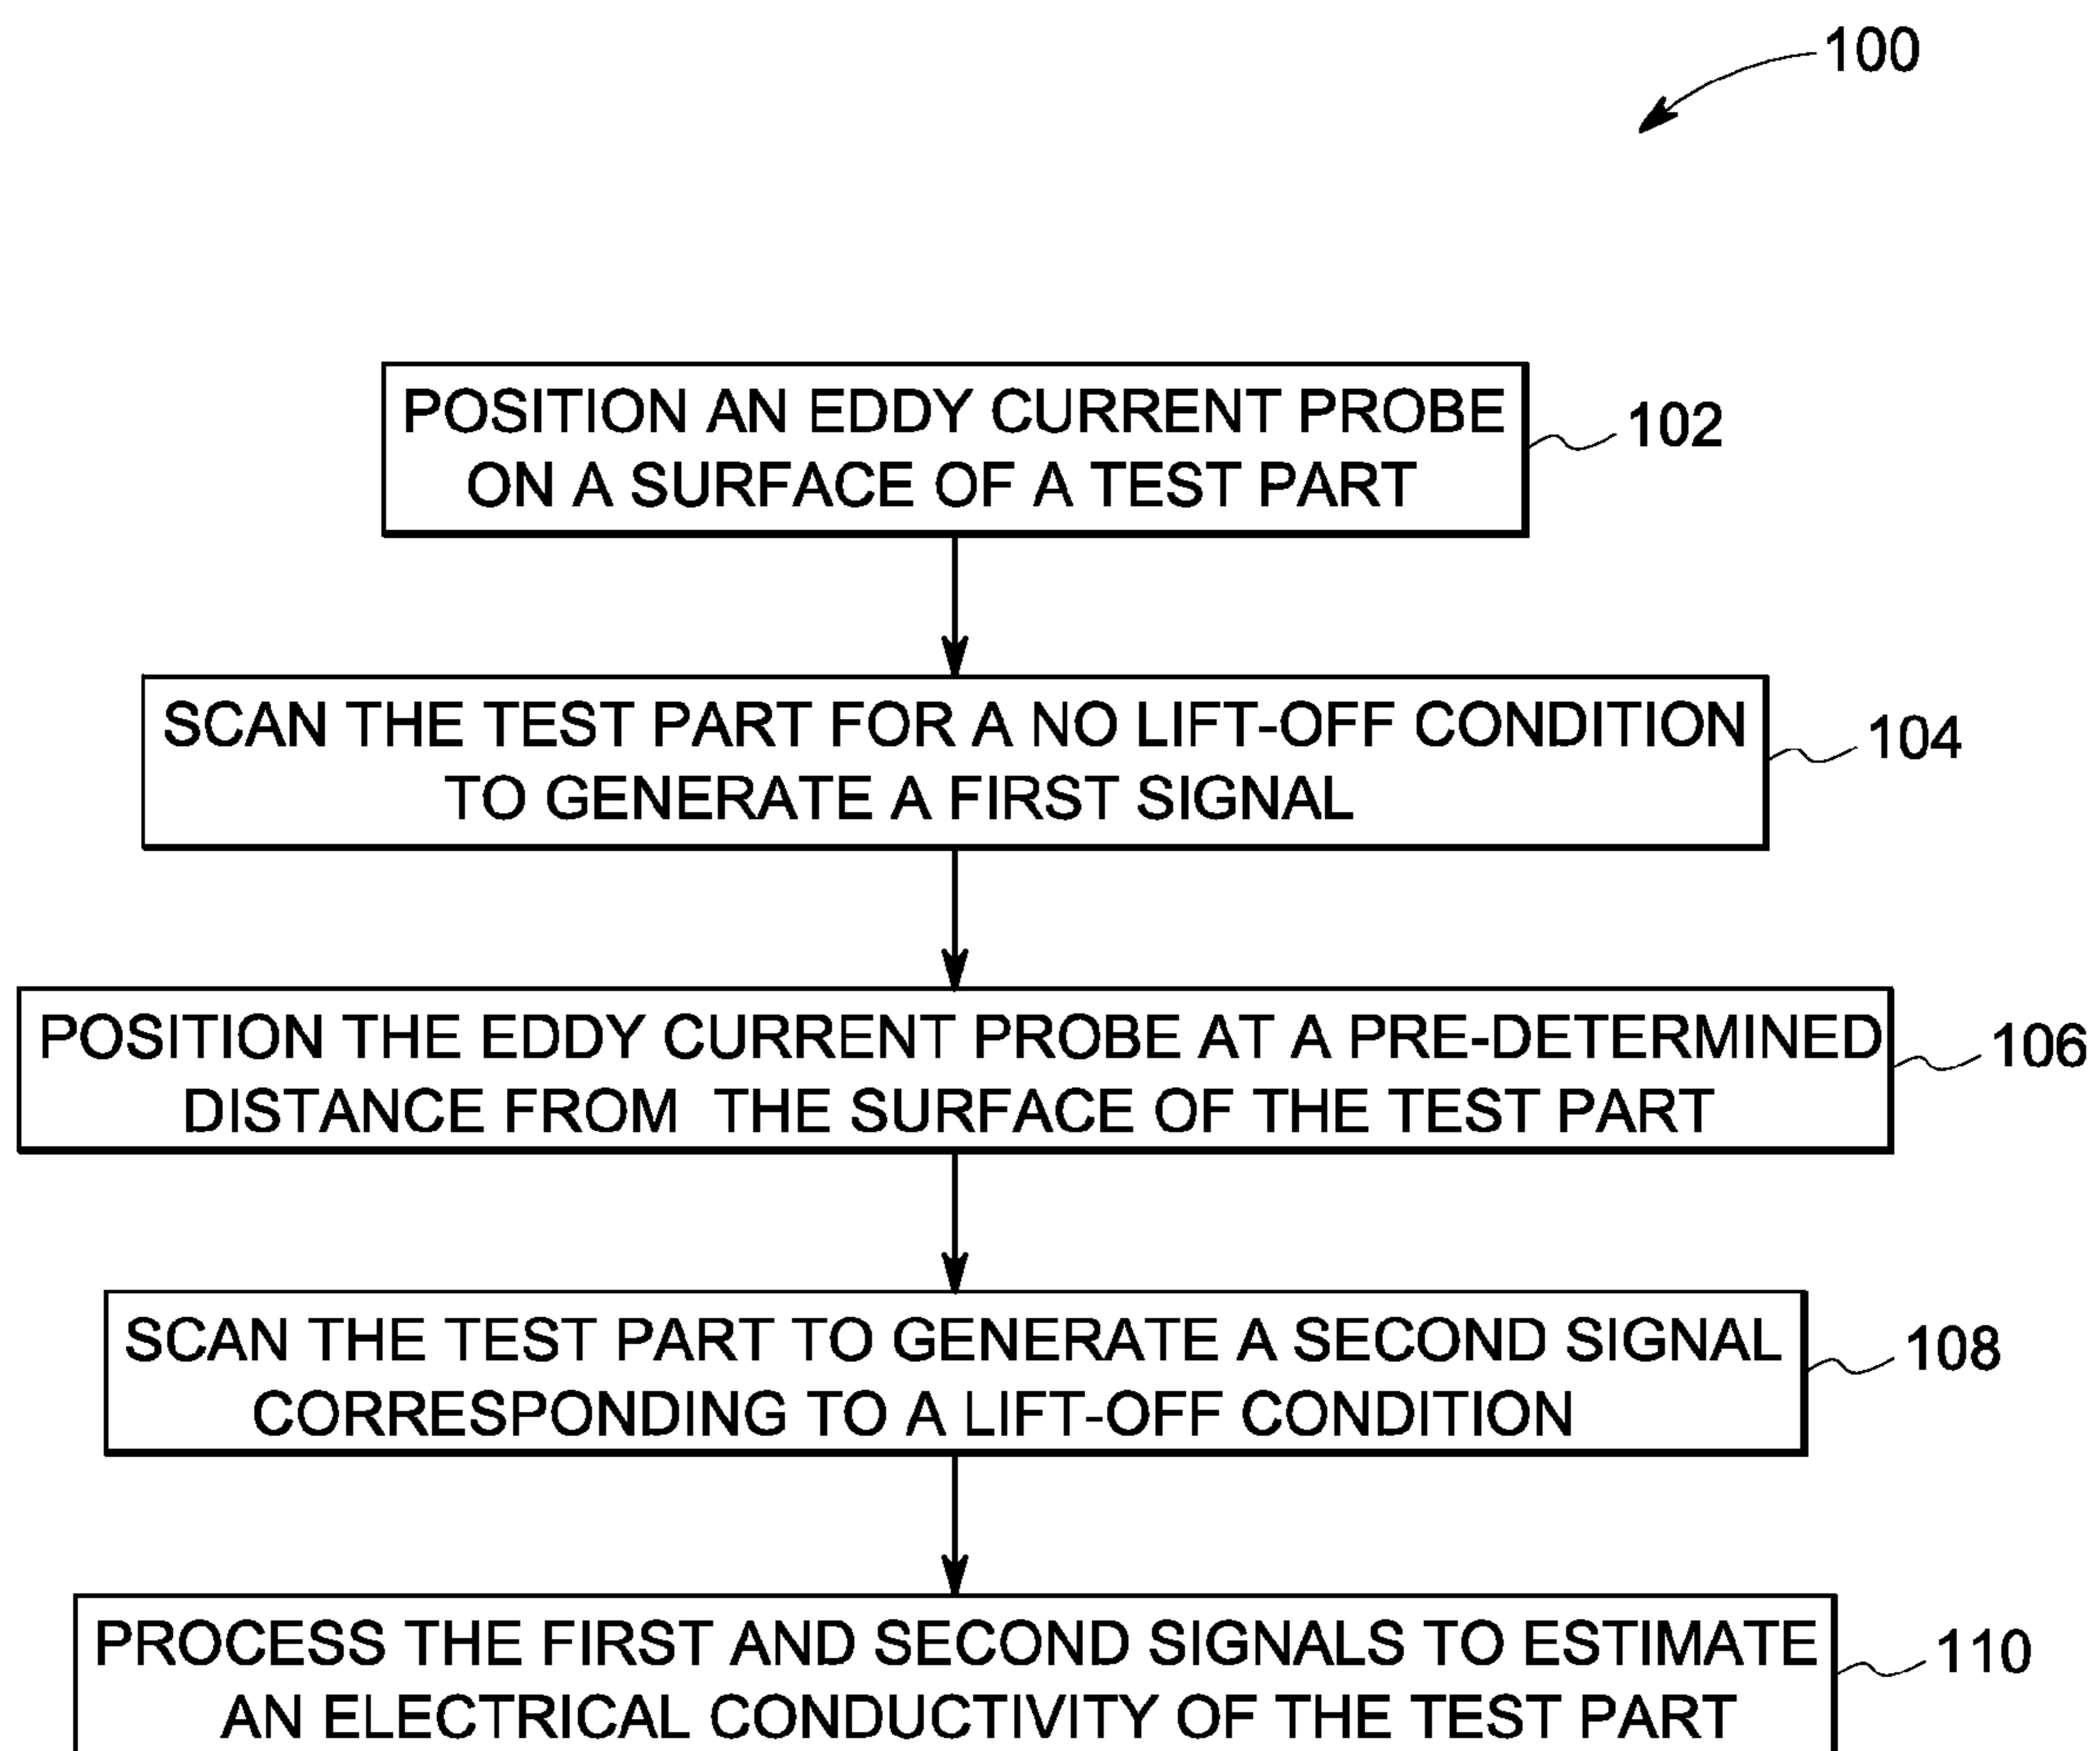 100
POSITION AN EDDY CURRENT PROBE
ON A SURFACE OF A TEST PART
102
SCAN THE TEST PART FOR A NO LIFT-OFF CONDITION
TO GENERATE A FIRST SIGNAL
104
POSITION THE EDDY CURRENT PROBE AT A PRE-DETERMINED
DISTANCE FROM THE SURFACE OF THE TEST PART
106
SCAN THE TEST PART TO GENERATE A SECOND SIGNAL
CORRESPONDING TO A LIFT-OFF CONDITION
108
PROCESS THE FIRST AND SECOND SIGNALS TO ESTIMATE
AN ELECTRICAL CONDUCTIVITY OF THE TEST PART
110